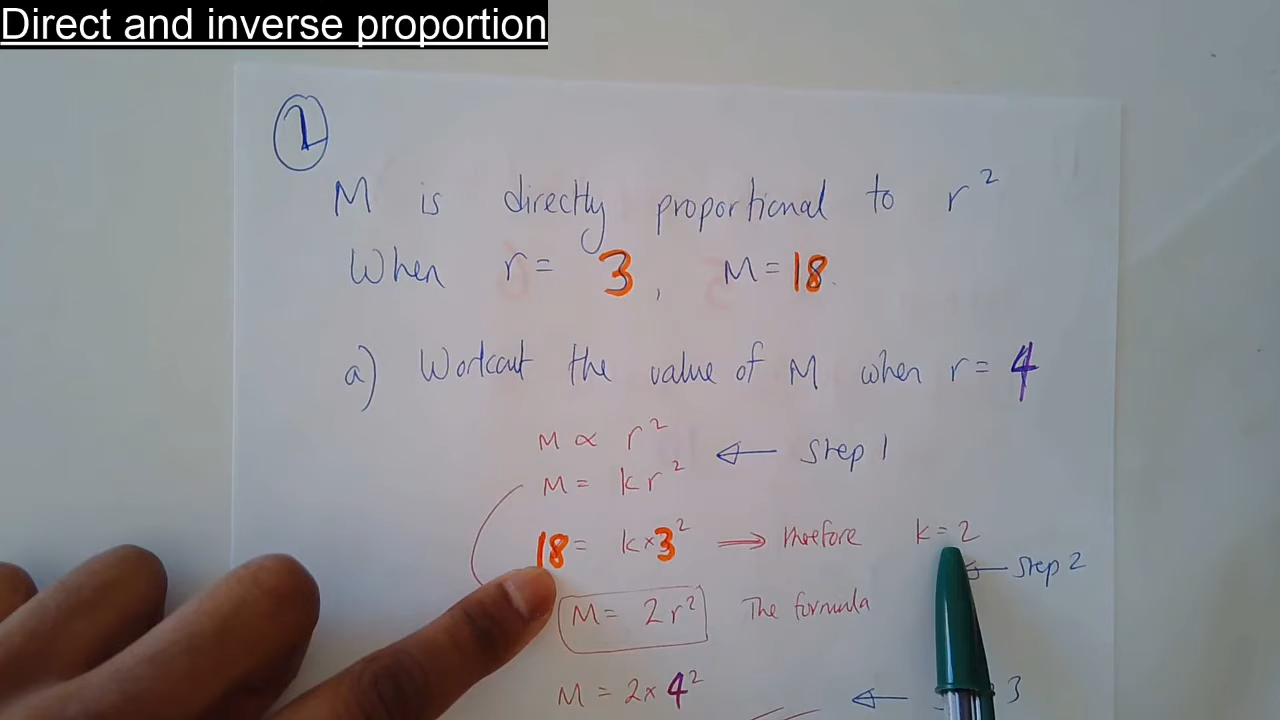 Direct and inverse proportion
2
M is directly proportional to r²
When r = 3, M = 18.
a) Workout the value of M when r = 4
M ∝ r²
M = kr²
← Step 1
18 = k × 3² ⇒ therefore k = 2
← Step 2
M = 2r² The formula
M = 2 × 4² ← 3